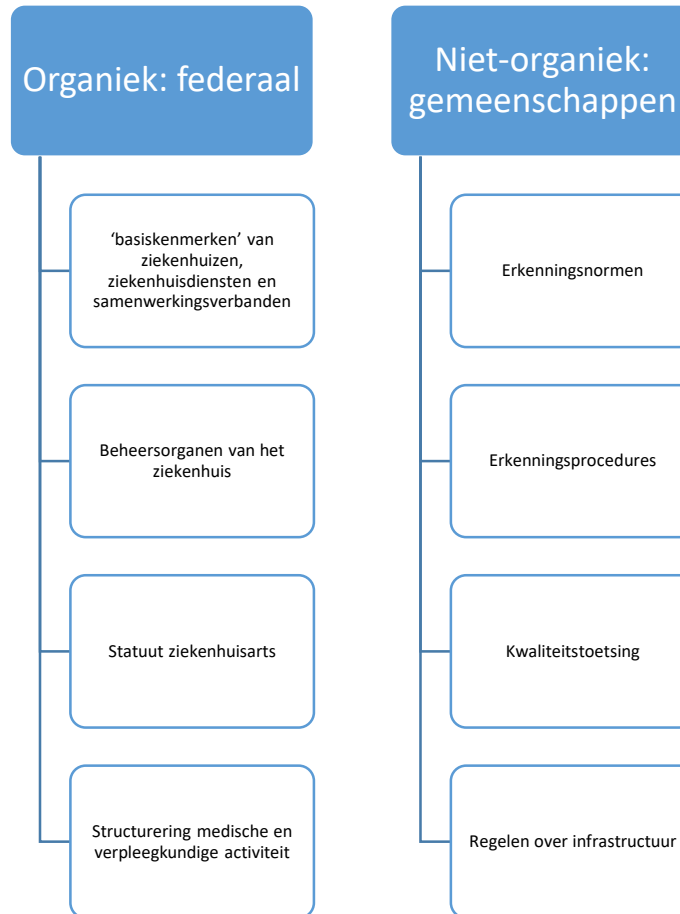 Organiek: federaal
‘basiskenmerken’ van
ziekenhuizen,
ziekenhuisdiensten en
samenwerkingsverbanden
Beheersorganen van het
ziekenhuis
Statuut ziekenhuisarts
Structurering medische en
verpleegkundige activiteit
Niet-organiek:
gemeenschappen
Erkenningsnormen
Erkenningsprocedures
Kwaliteitstoetsing
Regelen over infrastructuur